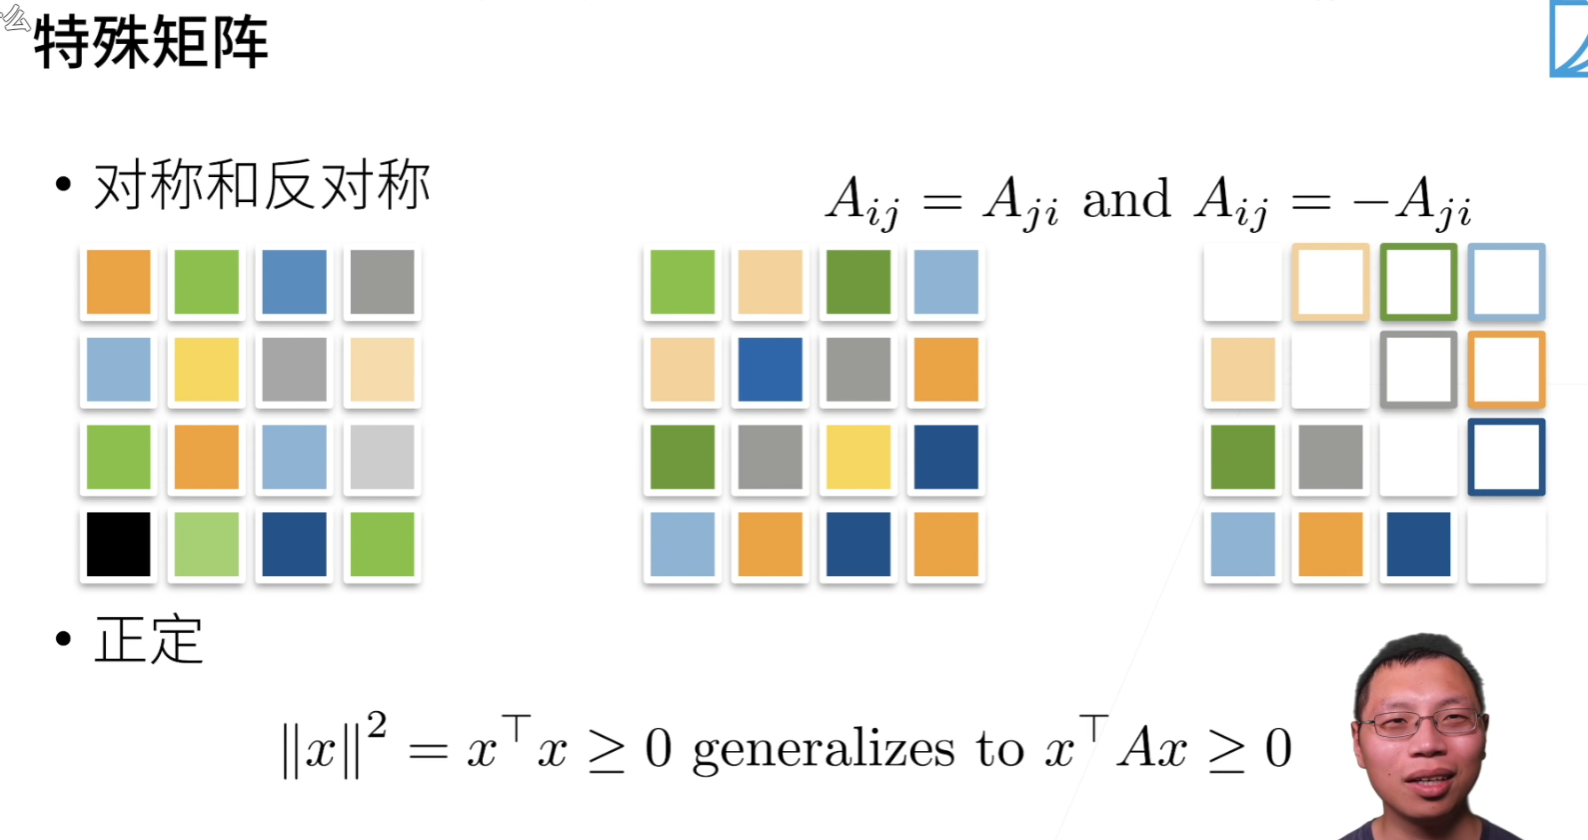 么
特殊矩阵
• 对称和反对称
$A_{ij} = A_{ji}$ and $A_{ij} = -A_{ji}$
• 正定
$\|x\|^2 = x^\top x \geq 0$ generalizes to $x^\top A x \geq 0$